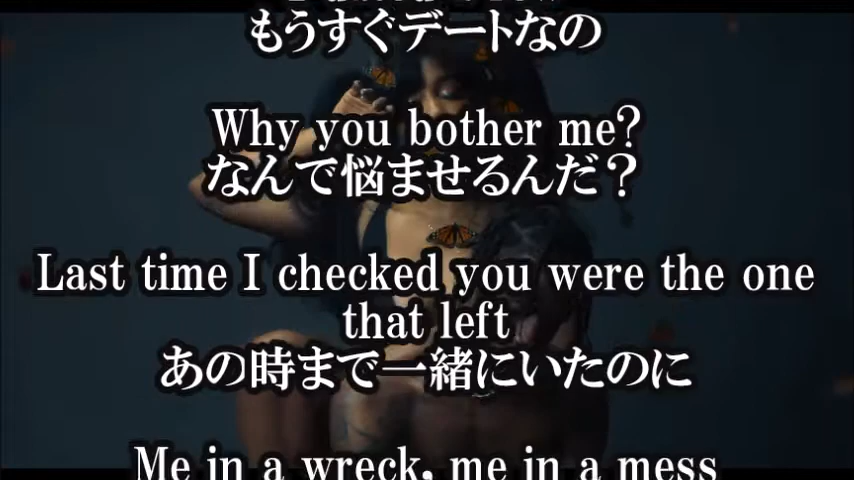 もうすぐデートなの
Why you bother me?
なんで悩ませるんだ？
Last time I checked you were the one
that left
あの時まで一緒にいたのに
Me in a wreck, me in a mess